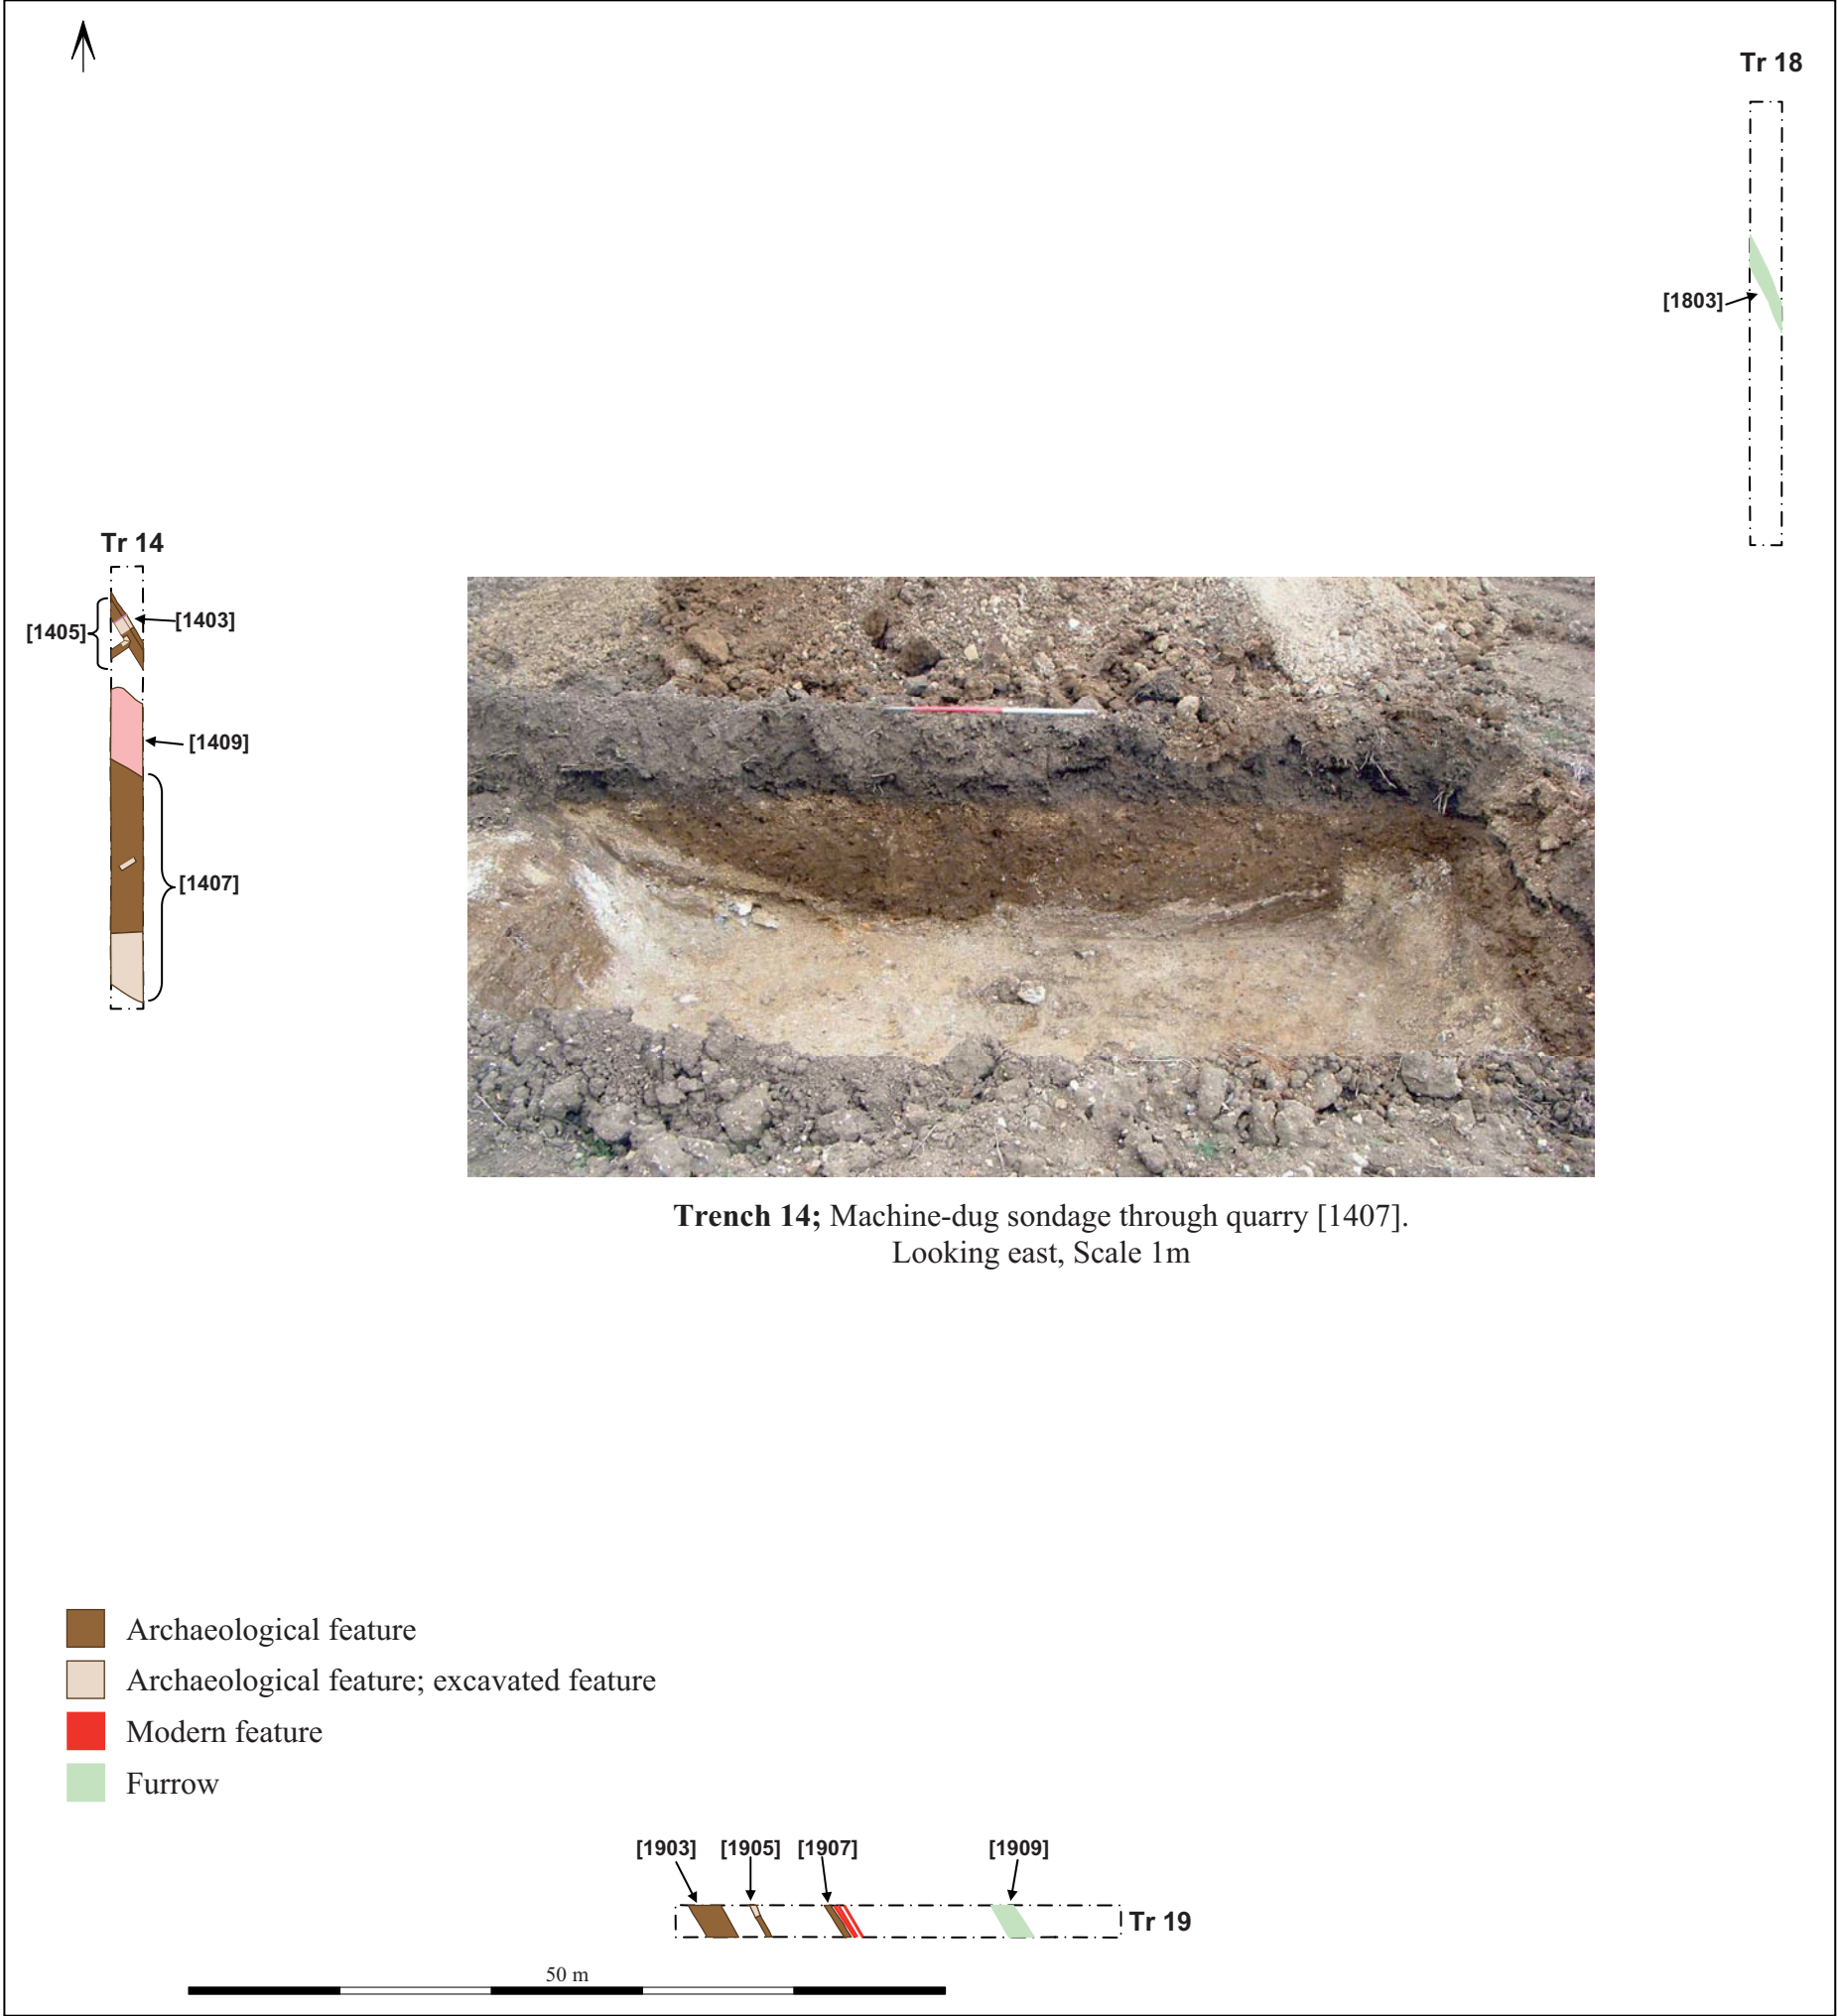 Tr 18
[1803]
Tr 14
[1403]
[1405]
[1409]
[1407]
Trench 14; Machine-dug sondage through quarry [1407].
Looking east, Scale 1m
Archaeological feature
Archaeological feature; excavated feature
Modern feature
Furrow
[1903] [1905] [1907] [1909]
Tr 19
50 m